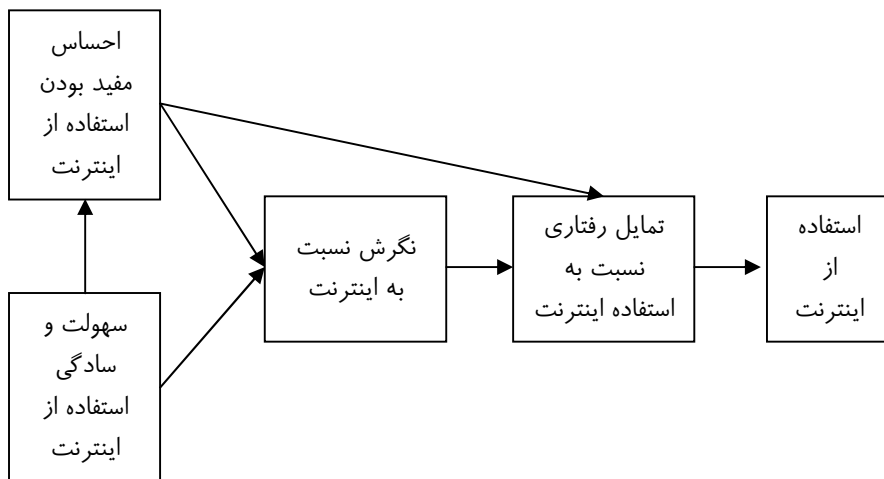 احساس
مفید بودن
استفاده از
اینترنت
سهولت و
سادگی
استفاده از
اینترنت
نگرش نسبت
به اینترنت
تمایل رفتاری
نسبت به
استفاده اینترنت
استفاده
از
اینترنت